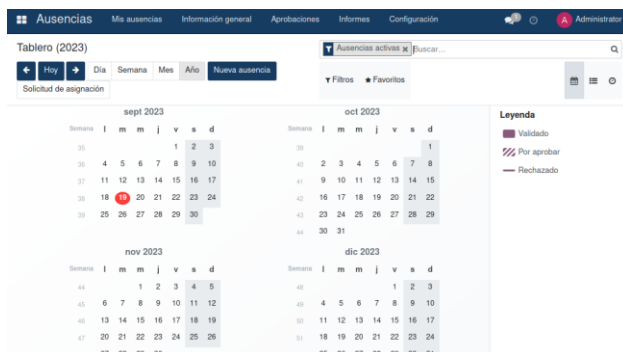 Ausencias Mis ausencias Información general Aprobaciones Informes Configuración A Administrator
Tablero (2023)
Ausencias activas x Buscar...
Hoy Día Semana Mes Año Nueva ausencia
Filtros Favoritos
Solicitud de asignación
sept 2023
Semana l m m j v s d
35 1 2 3
36 4 5 6 7 8 9 10
37 11 12 13 14 15 16 17
38 18 19 20 21 22 23 24
39 25 26 27 28 29 30
oct 2023
Semana l m m j v s d
39 1
40 2 3 4 5 6 7 8
41 9 10 11 12 13 14 15
42 16 17 18 19 20 21 22
43 23 24 25 26 27 28 29
44 30 31
Leyenda
Validado
Por aprobar
Rechazado
nov 2023
Semana l m m j v s d
44 1 2 3 4 5
45 6 7 8 9 10 11 12
46 13 14 15 16 17 18 19
47 20 21 22 23 24 25 26
dic 2023
Semana l m m j v s d
48 1 2 3
49 4 5 6 7 8 9 10
50 11 12 13 14 15 16 17
51 18 19 20 21 22 23 24